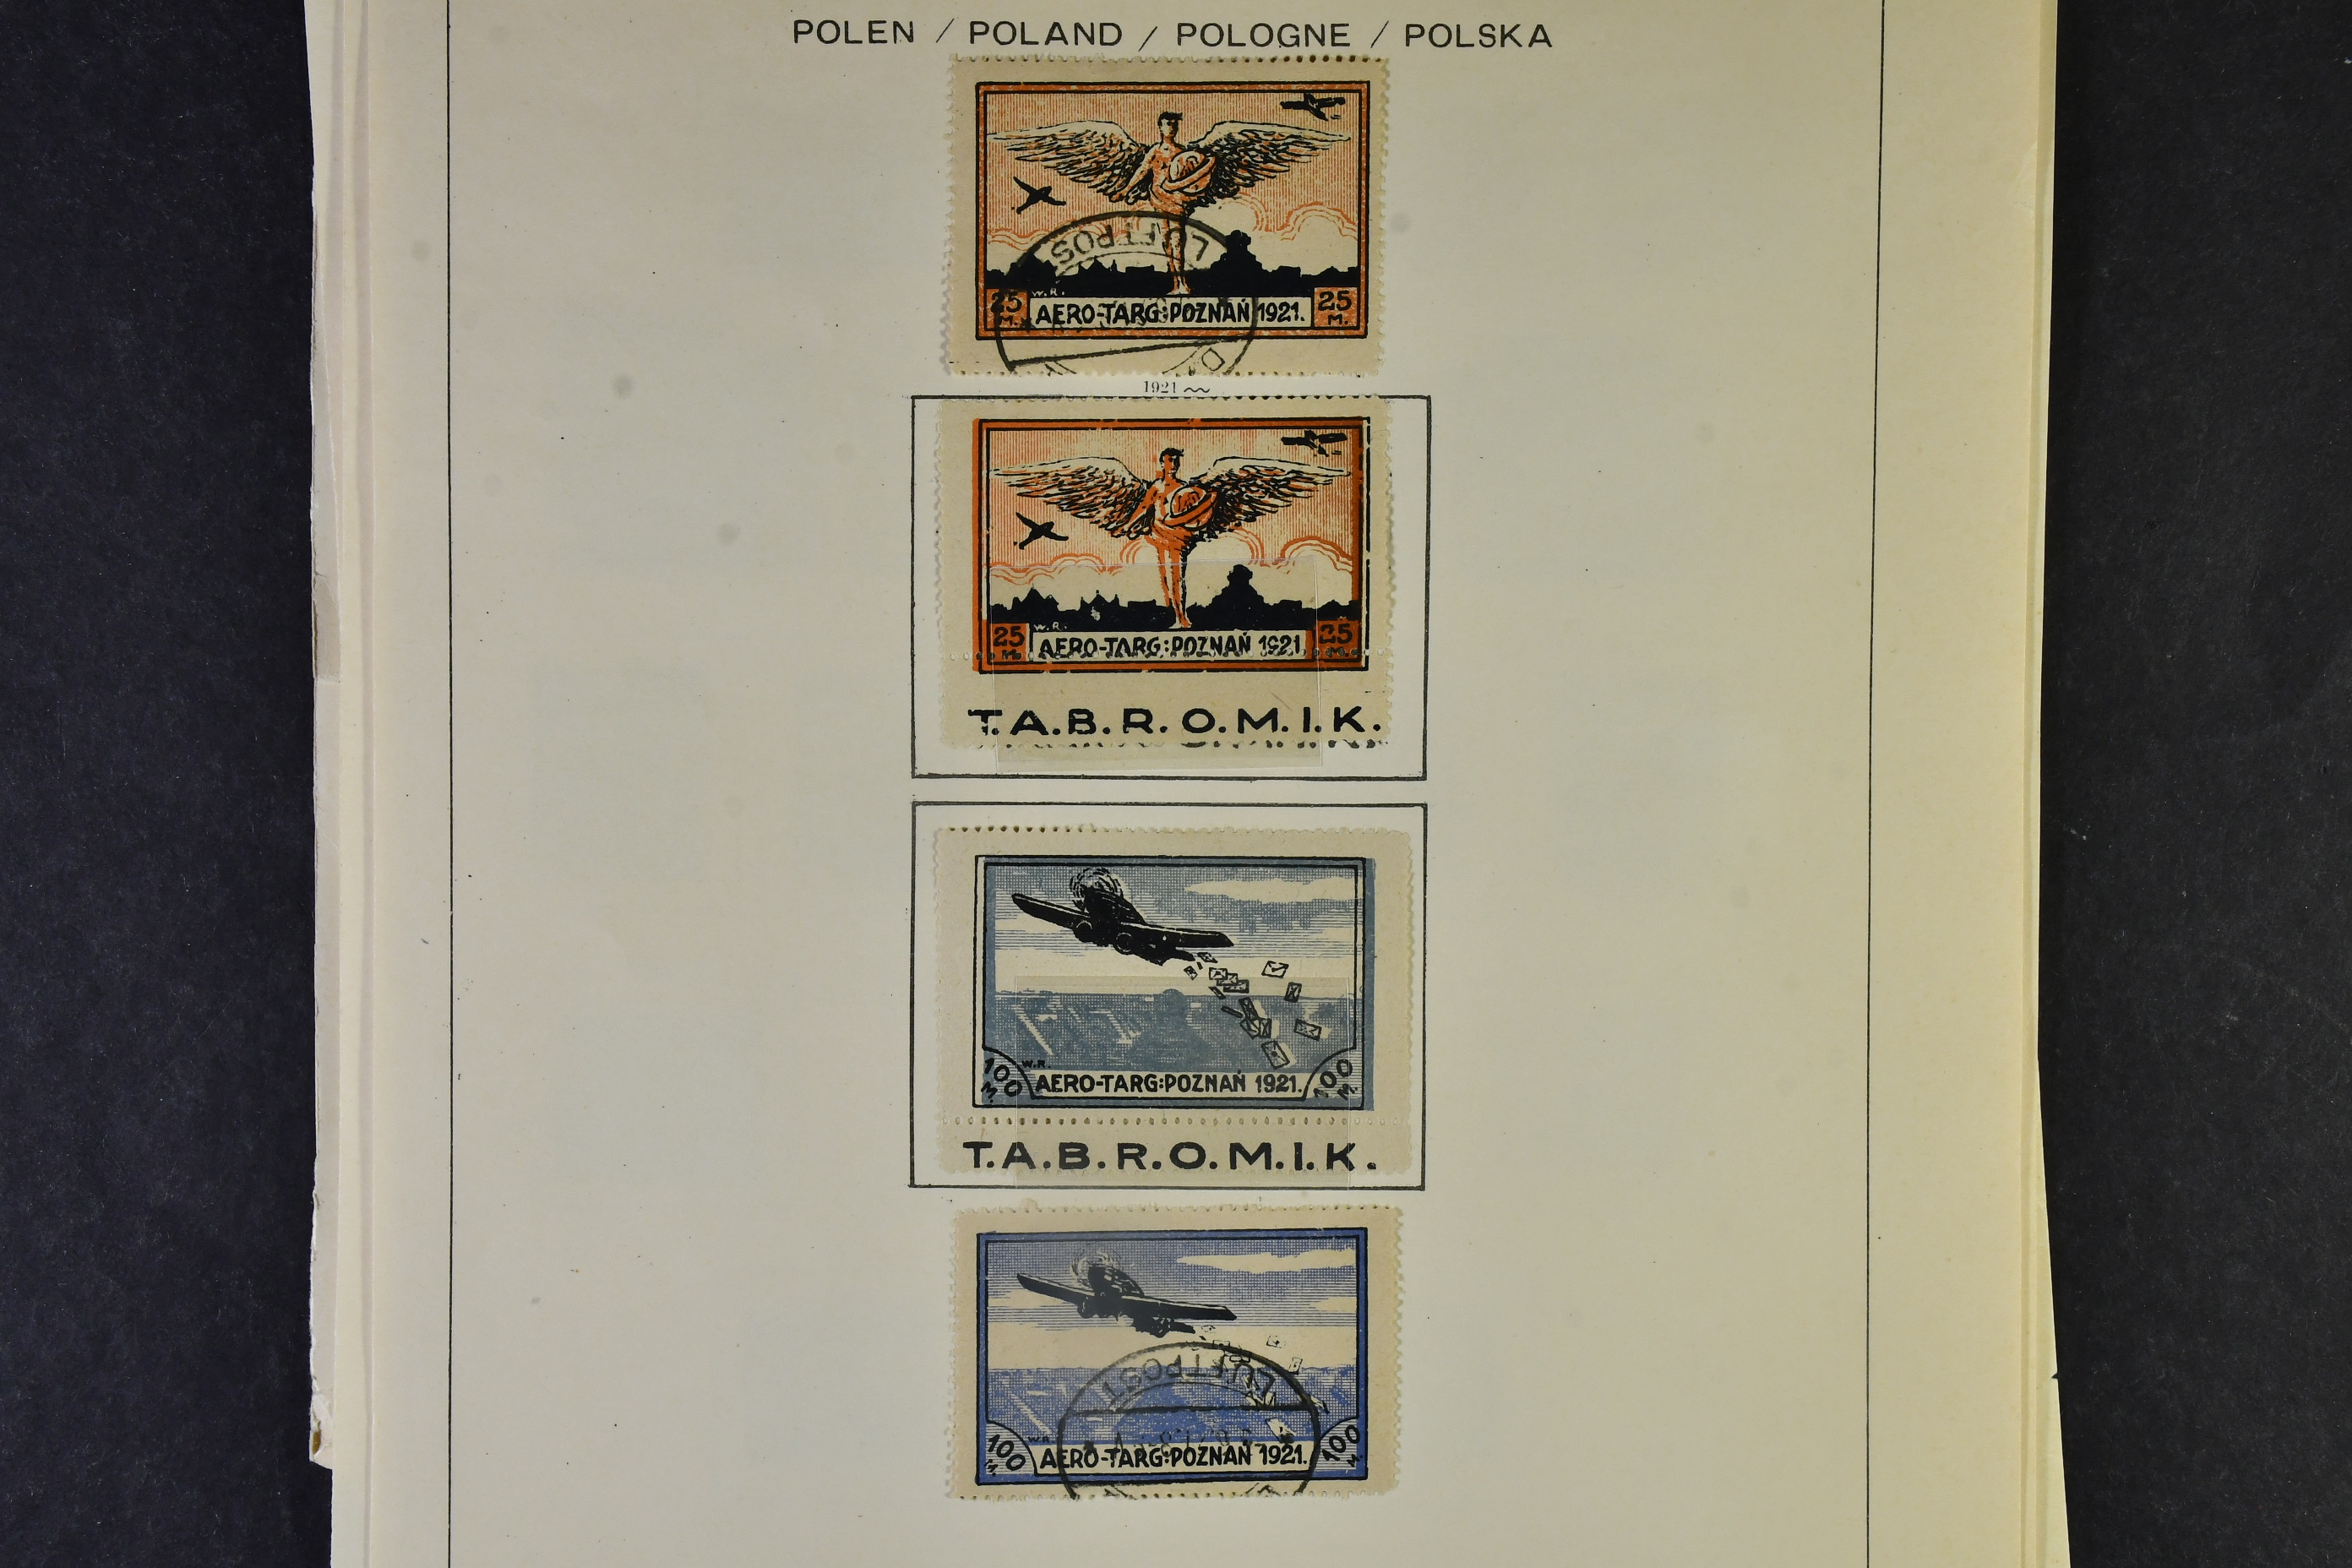 POLEN / POLAND / POLOGNE / POLSKA
LUFTPOS
W.R.
25 M. AERO-TARG:POZNAŃ 1921. 25 M.
1921
W.R.
25 M. AERO-TARG:POZNAŃ 1921 25 M.
T.A.B.R.O.M.I.K.
W.R.
100 M. AERO-TARG:POZNAŃ 1921. 100 M.
T.A.B.R.O.M.I.K.
LUFTPOST
100 M. AERO-TARG:POZNAŃ 1921. 100 M.